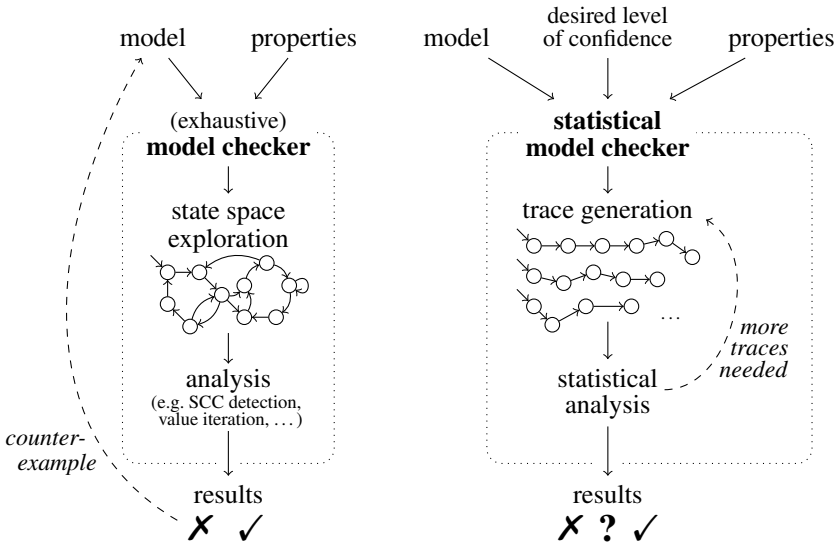 model
properties
(exhaustive)
model checker
state space
exploration
analysis
(e.g. SCC detection,
value iteration, …)
counter-
example
results
✗ ✓
model
desired level
of confidence
properties
statistical
model checker
trace generation
…
more
traces
needed
statistical
analysis
results
✗ ? ✓